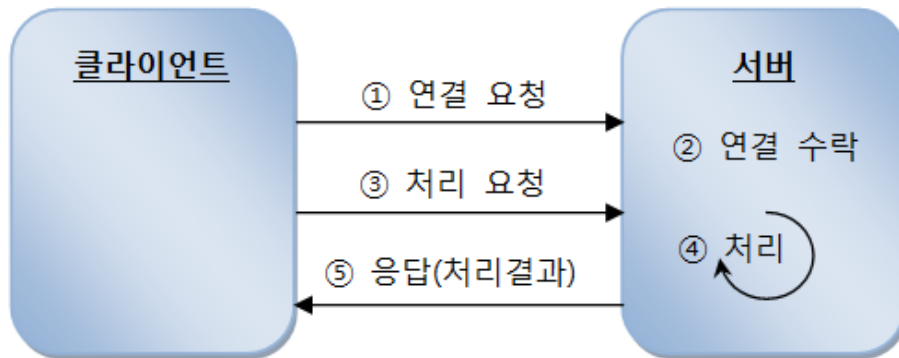 클라이언트
서버
① 연결 요청
② 연결 수락
③ 처리 요청
④ 처리
⑤ 응답(처리결과)